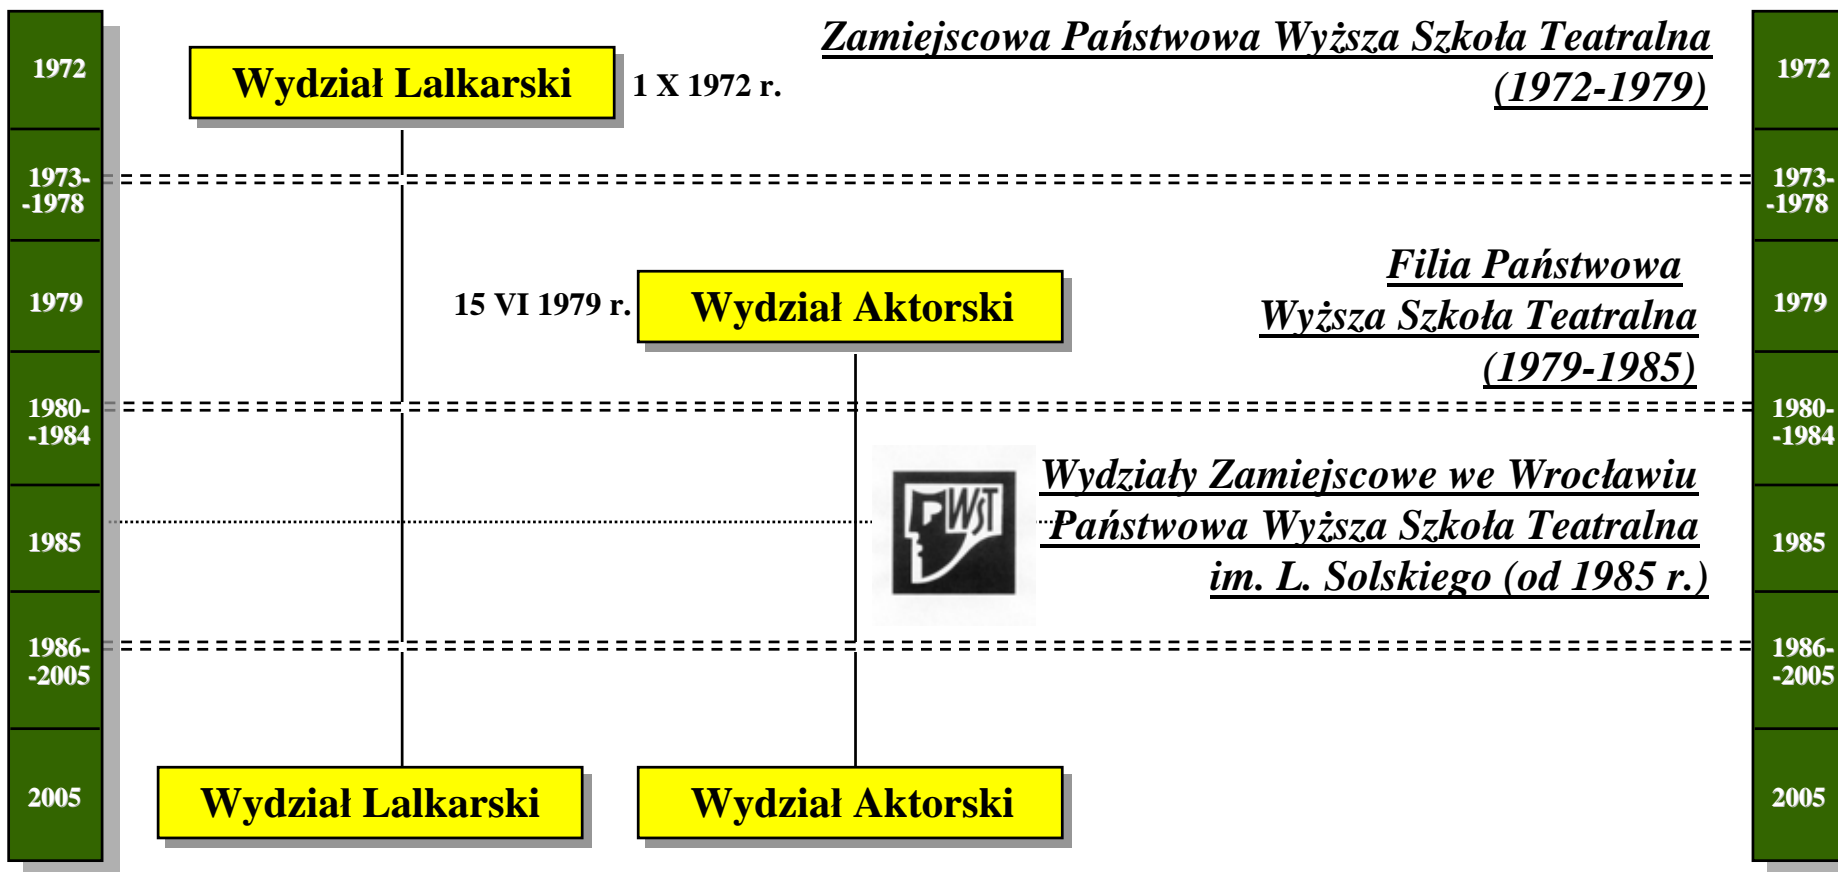 1972
Wydział Lalkarski
1 X 1972 r.
Zamiejscowa Państwowa Wyższa Szkoła Teatralna
(1972-1979)
1972
1973-
-1978
1973-
-1978
1979
15 VI 1979 r.
Wydział Aktorski
Filia Państwowa
Wyższa Szkoła Teatralna
(1979-1985)
1979
1980-
-1984
1980-
-1984
1985
PWST
Wydziały Zamiejscowe we Wrocławiu
Państwowa Wyższa Szkoła Teatralna
im. L. Solskiego (od 1985 r.)
1985
1986-
-2005
1986-
-2005
2005
Wydział Lalkarski
Wydział Aktorski
2005